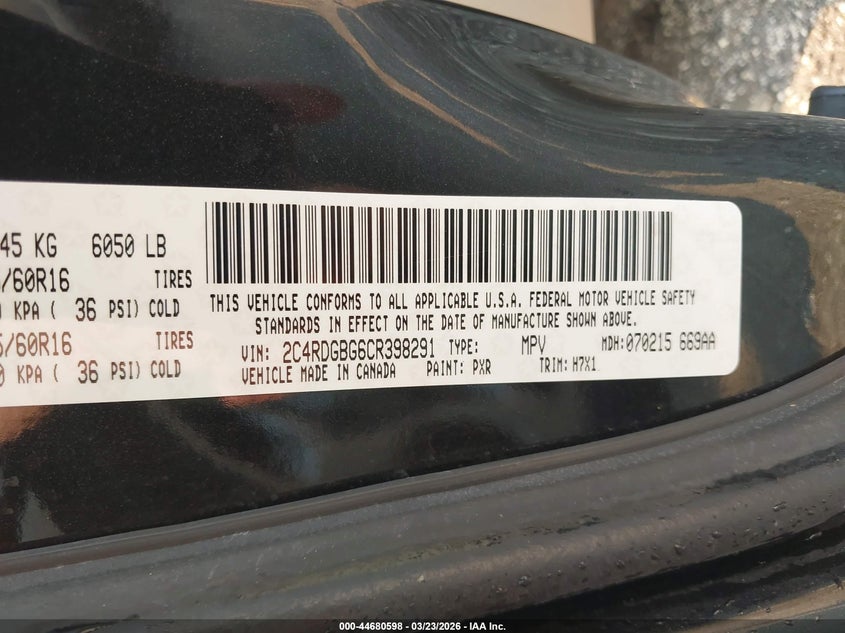 45 KG 6050 LB
/60R16 TIRES
KPA ( 36 PSI) COLD
/60R16 TIRES
KPA ( 36 PSI) COLD
THIS VEHICLE CONFORMS TO ALL APPLICABLE U.S.A. FEDERAL MOTOR VEHICLE SAFETY
STANDARDS IN EFFECT ON THE DATE OF MANUFACTURE SHOWN ABOVE.
VIN: 2C4RDGBG6CR398291 TYPE: MPV MDH: 070215 669AA
VEHICLE MADE IN CANADA PAINT: PXR TRIM: H7X1
000-44680598 - 03/23/2026 - IAA Inc.